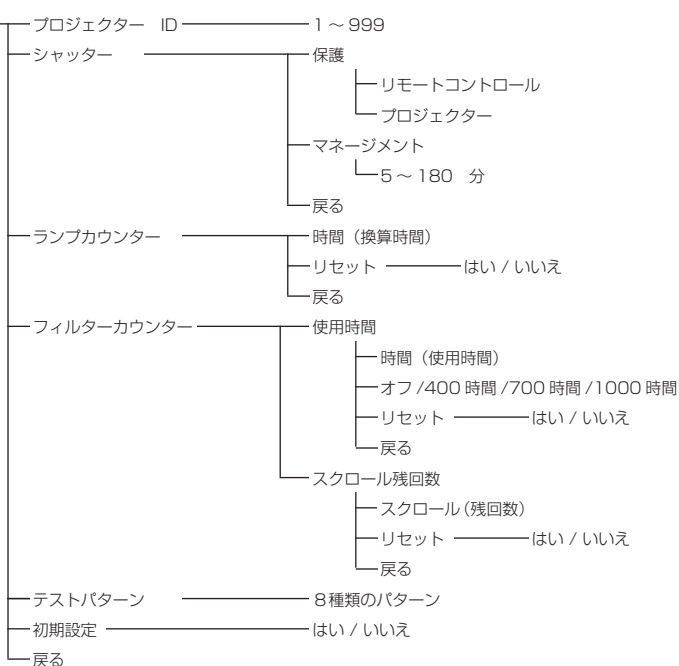 プロジェクター ID 1 ～ 999
シャッター 保護
リモートコントロール
プロジェクター
マネージメント
5 ～ 180 分
戻る
ランプカウンター 時間（換算時間）
リセット はい / いいえ
戻る
フィルターカウンター 使用時間
時間（使用時間）
オフ /400 時間 /700 時間 /1000 時間
リセット はい / いいえ
戻る
スクロール残回数
スクロール（残回数）
リセット はい / いいえ
戻る
テストパターン 8種類のパターン
初期設定 はい / いいえ
戻る